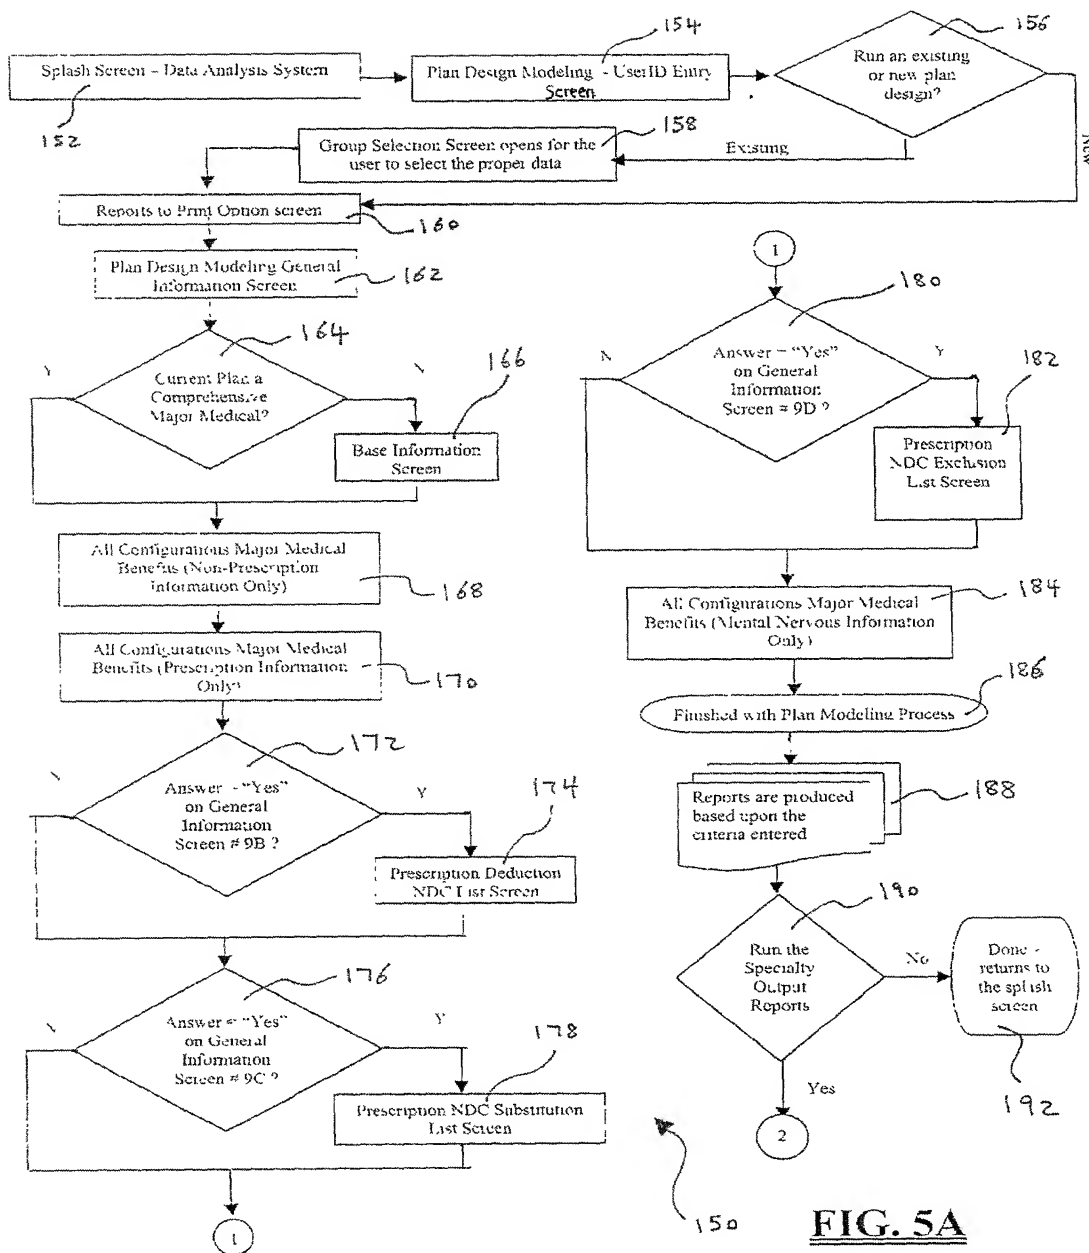 Splash Screen - Data Analysis System
152
Plan Design Modeling - UserID Entry
Screen
154
Run an existing
or new plan
design?
156
New
Existing
Group Selection Screen opens for the
user to select the proper data
158
Reports to Print Option screen
160
Plan Design Modeling General
Information Screen
162
Current Plan a
Comprehensive
Major Medical?
164
Y
Base Information
Screen
166
All Configurations Major Medical
Benefits (Non-Prescription
Information Only)
168
All Configurations Major Medical
Benefits (Prescription Information
Only)
170
Answer = "Yes"
on General
Information
Screen # 9B ?
172
Y
Prescription Deduction
NDC List Screen
174
Answer = "Yes"
on General
Information
Screen # 9C ?
176
Y
Prescription NDC Substitution
List Screen
178
1
1
Answer = "Yes"
on General
Information
Screen # 9D ?
180
N
Y
Prescription
NDC Exclusion
List Screen
182
All Configurations Major Medical
Benefits (Mental Nervous Information
Only)
184
Finished with Plan Modeling Process
186
Reports are produced
based upon the
criteria entered
188
Run the
Specialty
Output
Reports
190
No
Done -
returns to
the splash
screen
192
Yes
2
150
FIG. 5A